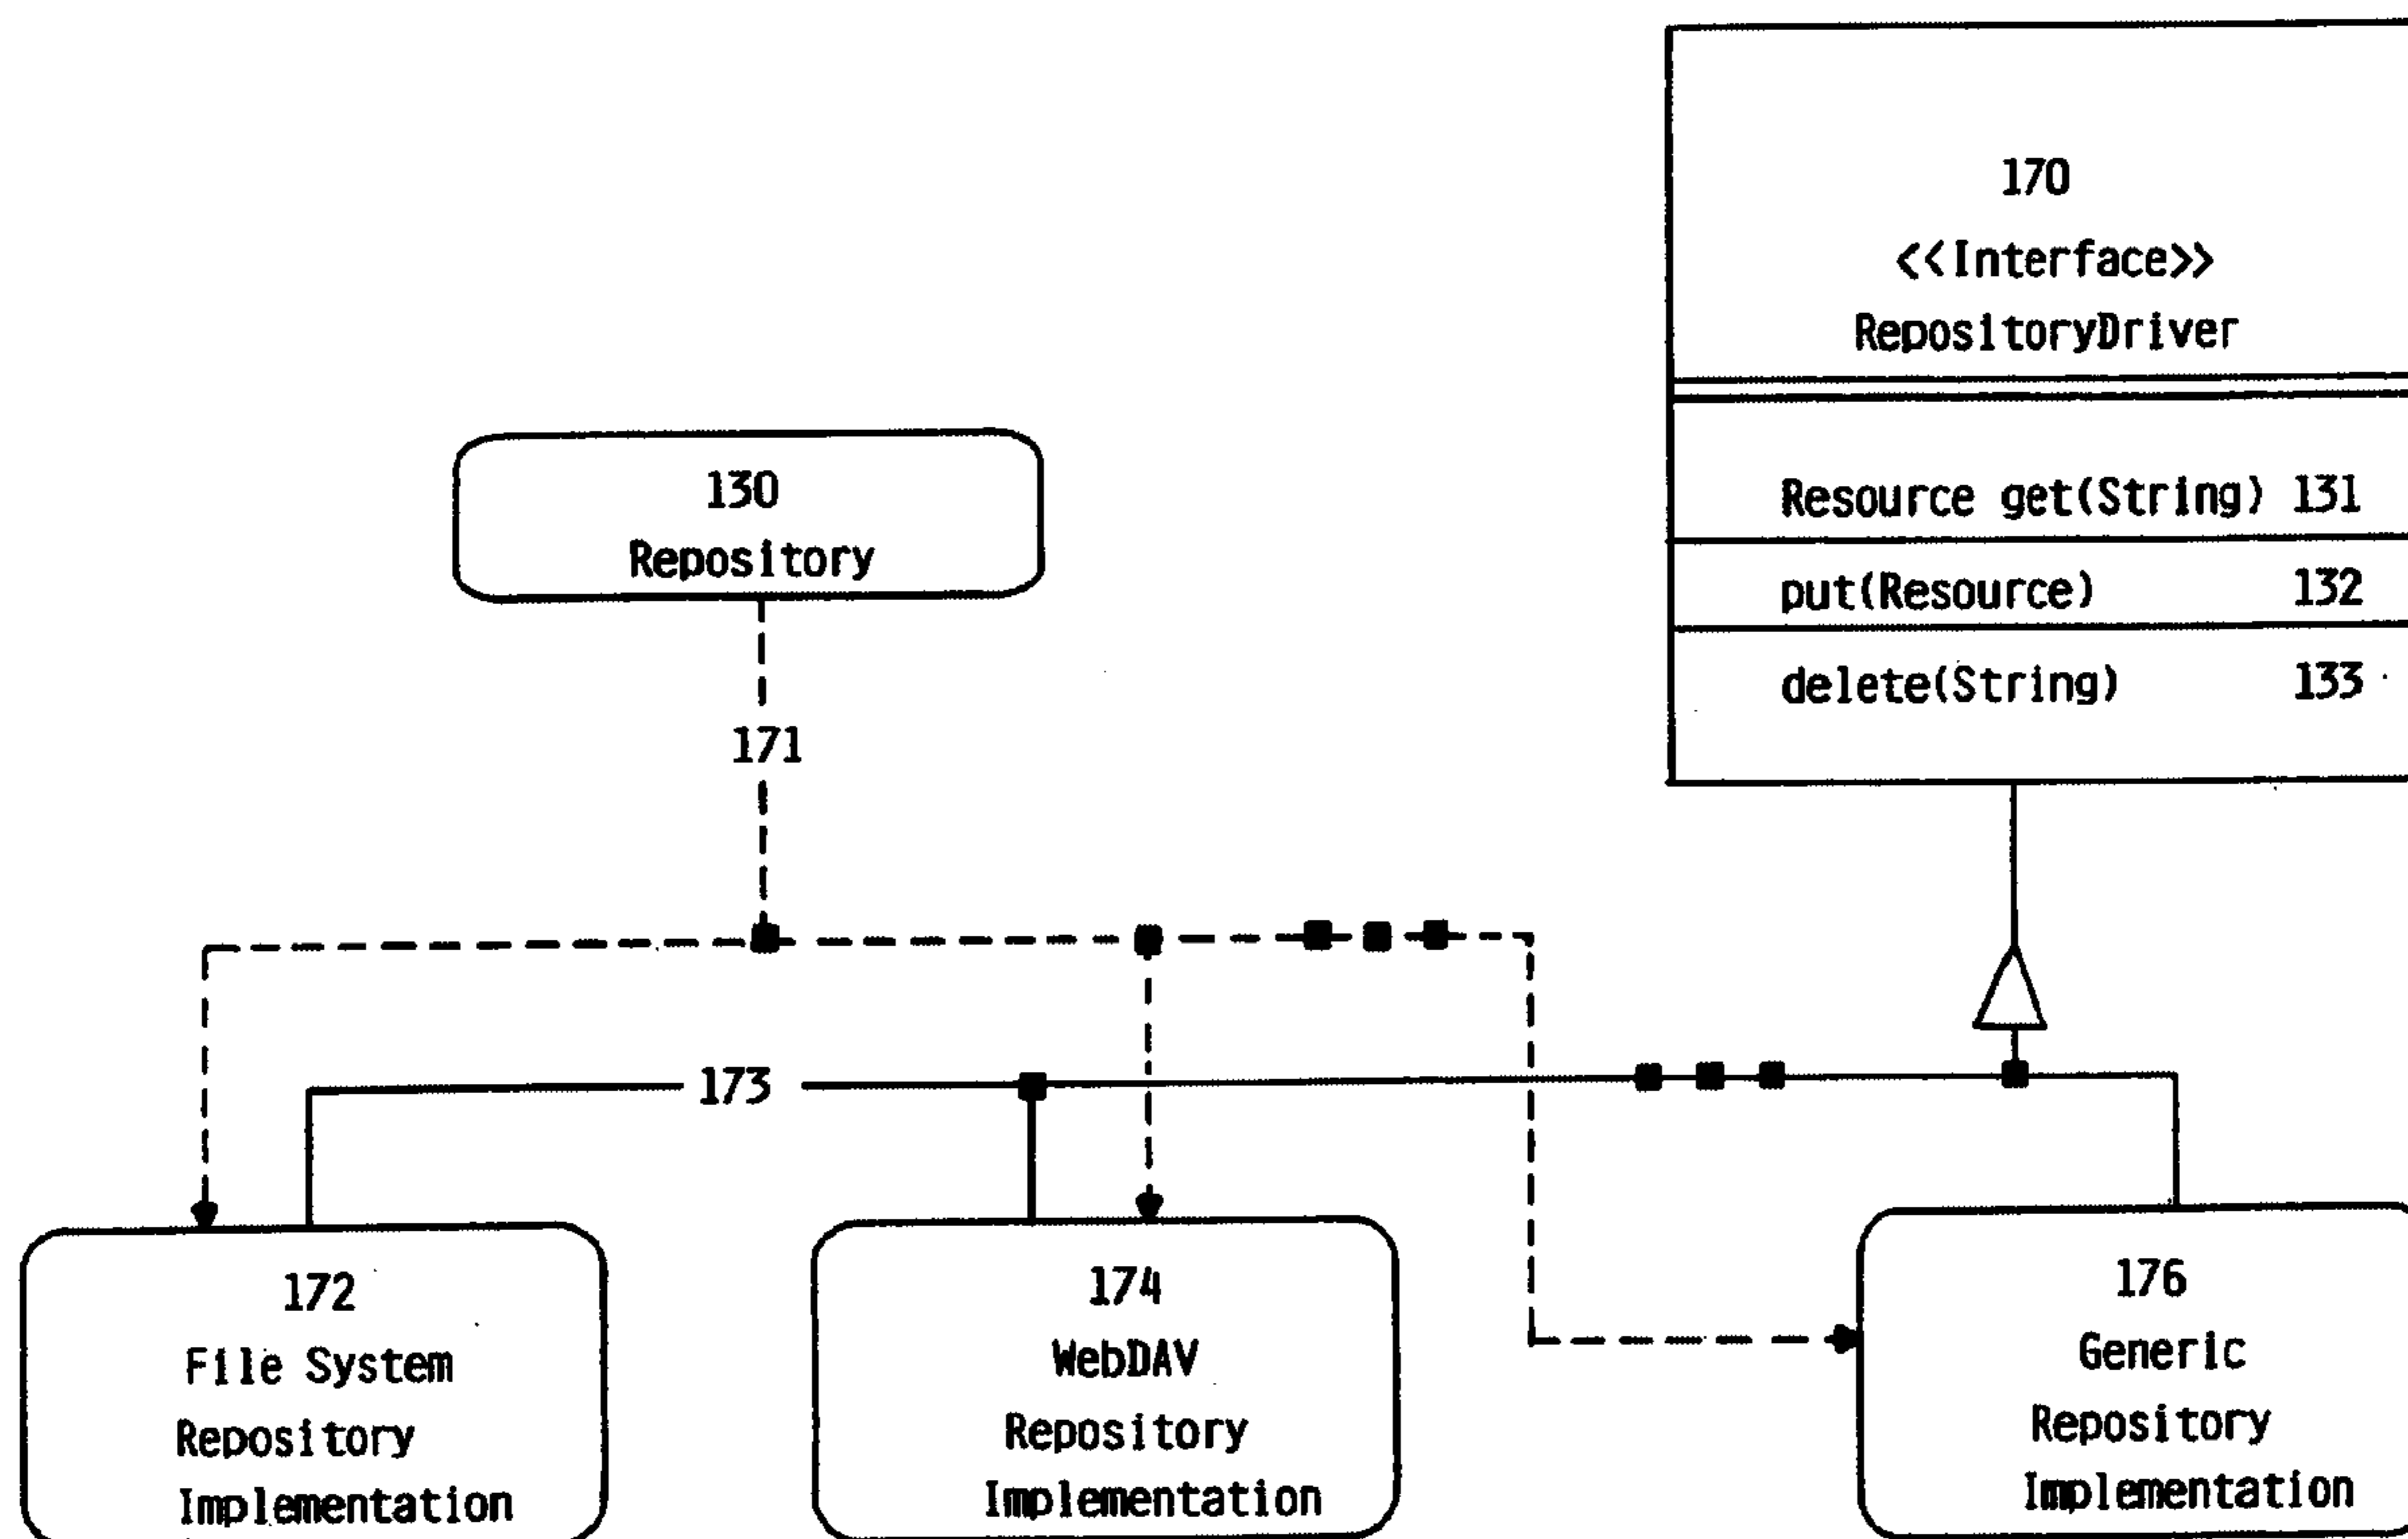 170
<<Interface>>
RepositoryDriver
Resource get(String) 131
put(Resource) 132
delete(String) 133
130
Repository
171
173
172
File System
Repository
Implementation
174
WebDAV
Repository
Implementation
176
Generic
Repository
Implementation